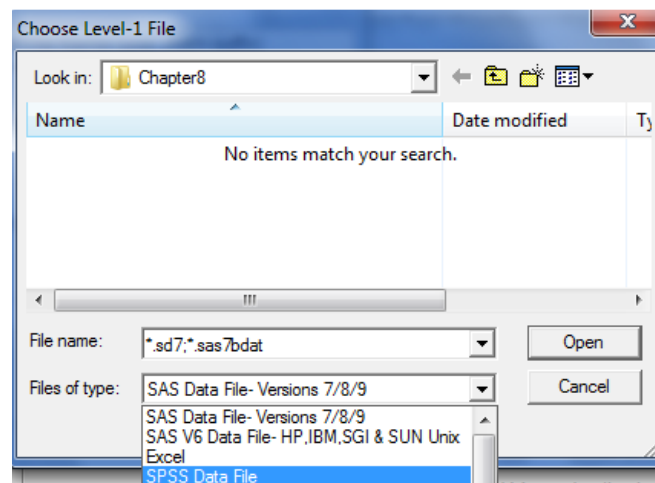 Choose Level-1 File
x
Look in: Chapter8
Name Date modified Ty
No items match your search.
File name: *.sd7;*.sas7bdat Open
Files of type: SAS Data File- Versions 7/8/9 Cancel
SAS Data File- Versions 7/8/9
SAS V6 Data File- HP,IBM,SGI & SUN Unix
Excel
SPSS Data File